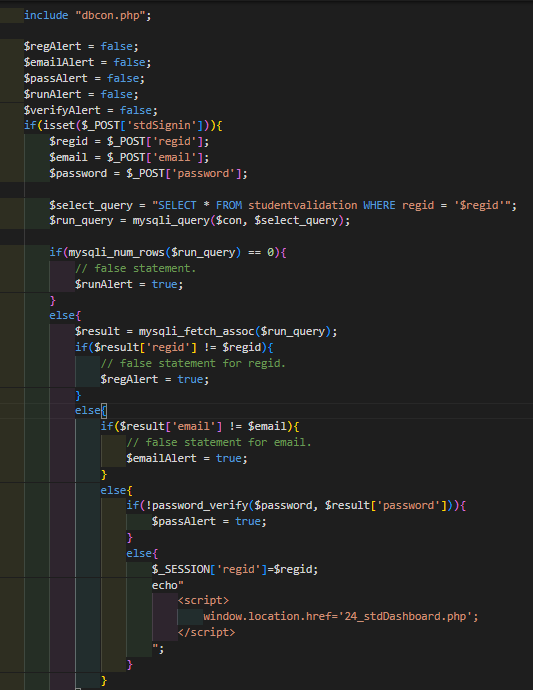 include "dbcon.php";
$regAlert = false;
$emailAlert = false;
$passAlert = false;
$runAlert = false;
$verifyAlert = false;
if(isset($_POST['stdSignin'])){
$regid = $_POST['regid'];
$email = $_POST['email'];
$password = $_POST['password'];
$select_query = "SELECT * FROM studentvalidation WHERE regid = '$regid'";
$run_query = mysqli_query($con, $select_query);
if(mysqli_num_rows($run_query) == 0){
// false statement.
$runAlert = true;
}
else{
$result = mysqli_fetch_assoc($run_query);
if($result['regid'] != $regid){
// false statement for regid.
$regAlert = true;
}
else{
if($result['email'] != $email){
// false statement for email.
$emailAlert = true;
}
else{
if(!password_verify($password, $result['password'])){
$passAlert = true;
}
else{
$_SESSION['regid']=$regid;
echo"
<script>
window.location.href='24_stdDashboard.php';
</script>
";
}
}